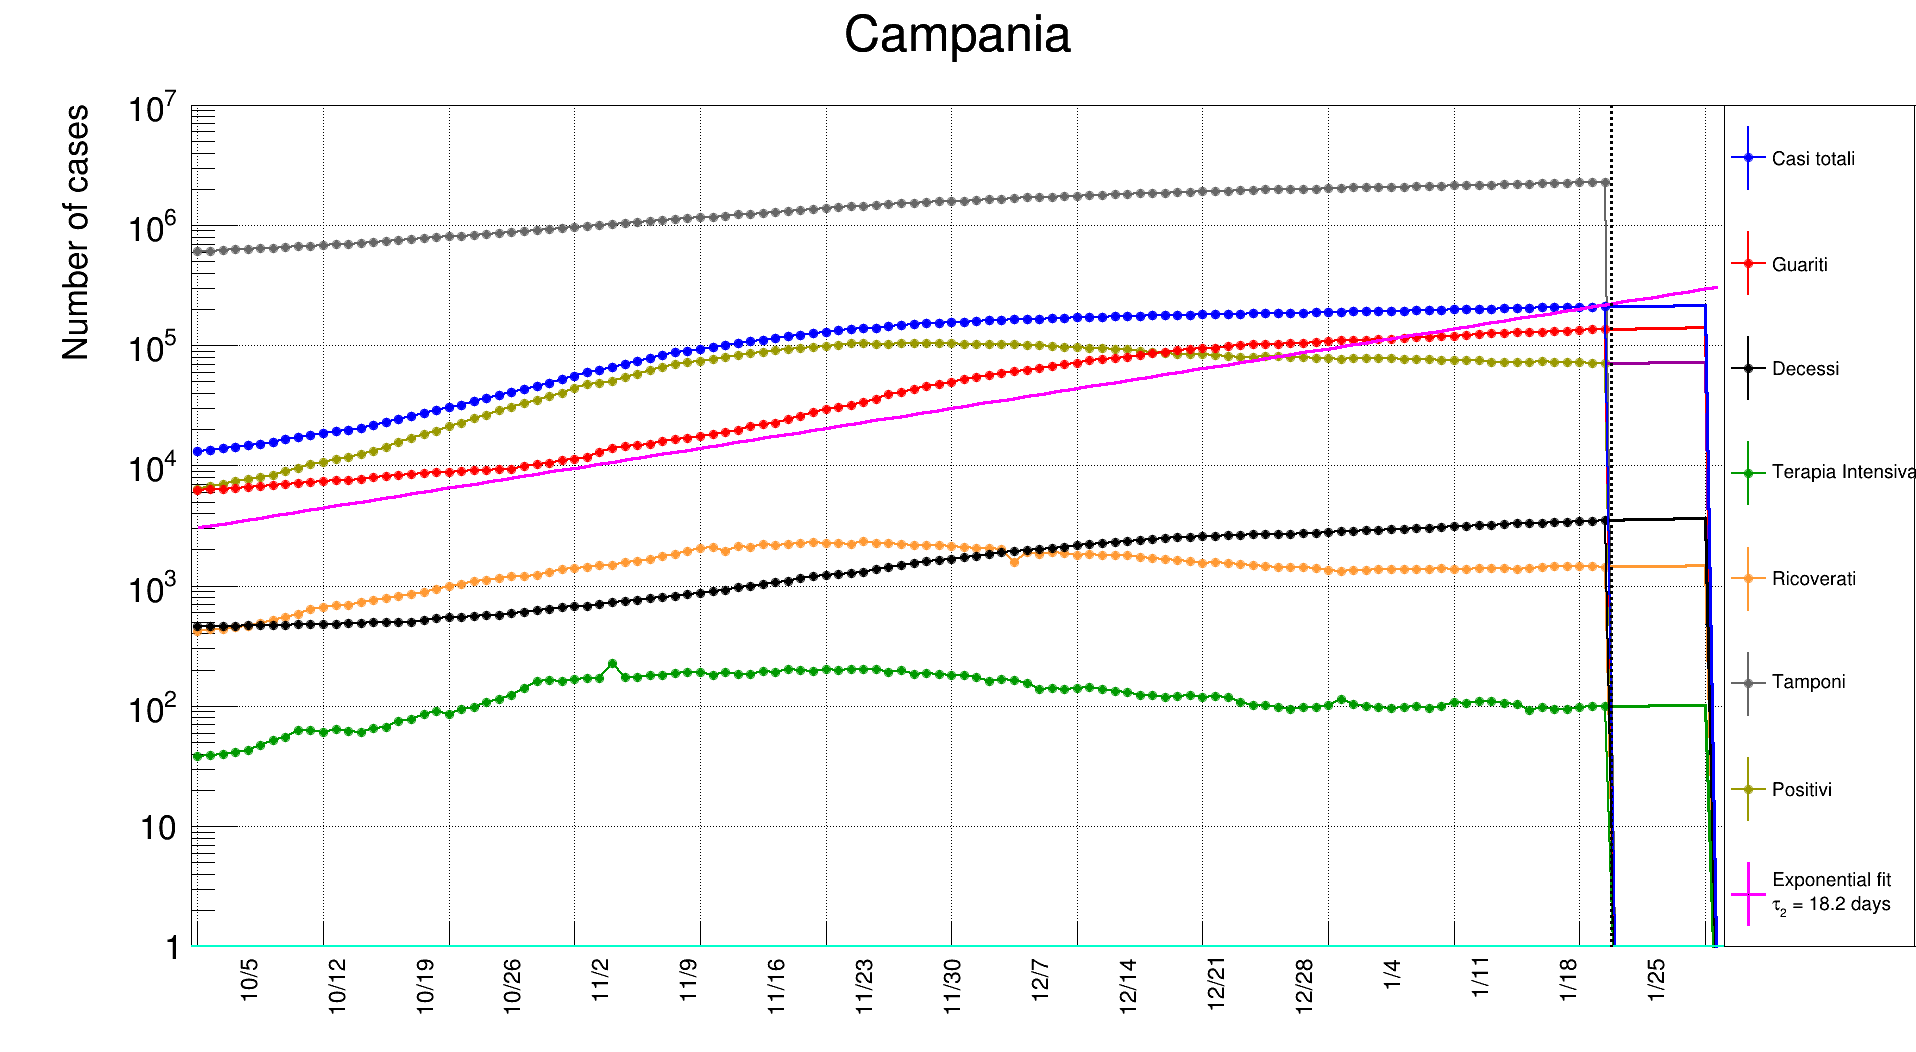 Campania
Number of cases
10^7
10^6
10^5
10^4
10^3
10^2
10
1
10/5 10/12 10/19 10/26 11/2 11/9 11/16 11/23 11/30 12/7 12/14 12/21 12/28 1/4 1/11 1/18 1/25
Casi totali
Guariti
Decessi
Terapia Intensiva
Ricoverati
Tamponi
Positivi
Exponential fit
τ₂ = 18.2 days